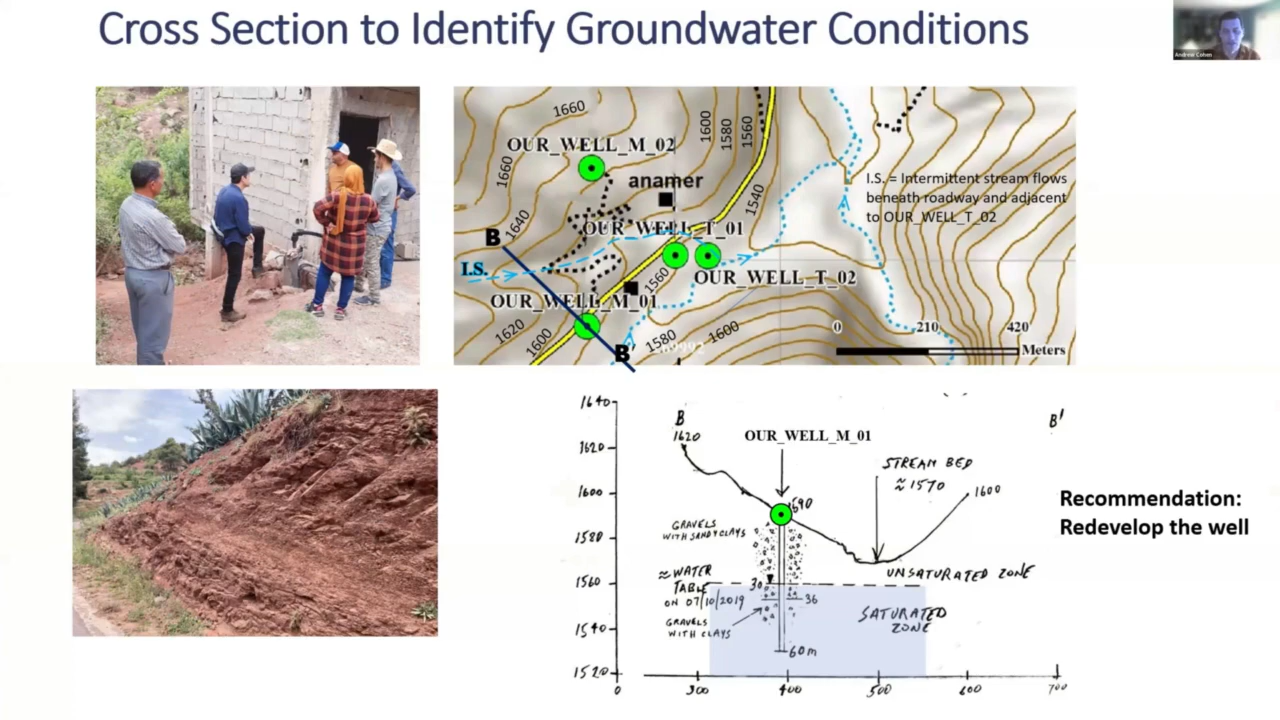 Cross Section to Identify Groundwater Conditions
Andrew Cohen
1660
1600
1580
1560
OUR_WELL_M_02
1660
anamer
I.S. = Intermittent stream flows
beneath roadway and adjacent
to OUR_WELL_T_02
1540
1640
OUR_WELL_T_01
B
I.S.
1560
OUR_WELL_T_02
OUR_WELL_M_01
1620
1600
1580
1600
B'
0 210 420
Meters
1640
B
B'
1620
OUR_WELL_M_01
1620
STREAM BED
≈ 1570
1600
1600
1590
Recommendation:
Redevelop the well
GRAVELS
WITH SANDY CLAYS
1580
≈ WATER
TABLE
ON 07/10/2019
UNSATURATED ZONE
1560
30
36
SATURATED
ZONE
GRAVELS
WITH CLAYS
1540
60m
1520
0 300 400 500 600 700